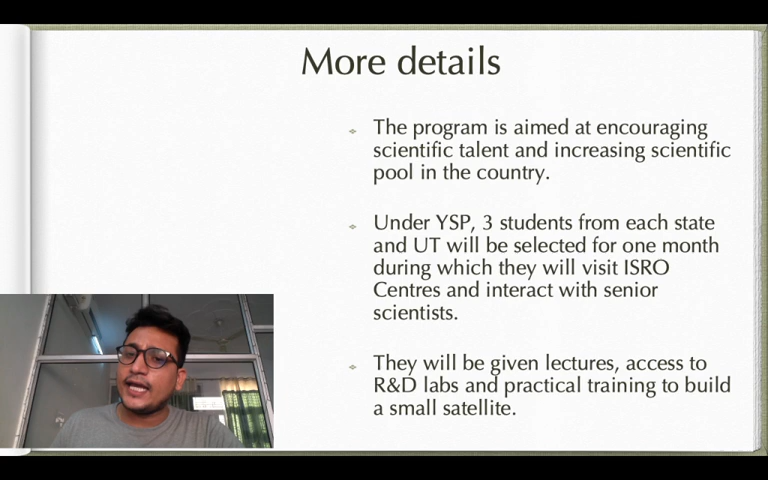 More details
The program is aimed at encouraging
scientific talent and increasing scientific
pool in the country.
Under YSP, 3 students from each state
and UT will be selected for one month
during which they will visit ISRO
Centres and interact with senior
scientists.
They will be given lectures, access to
R&D labs and practical training to build
a small satellite.